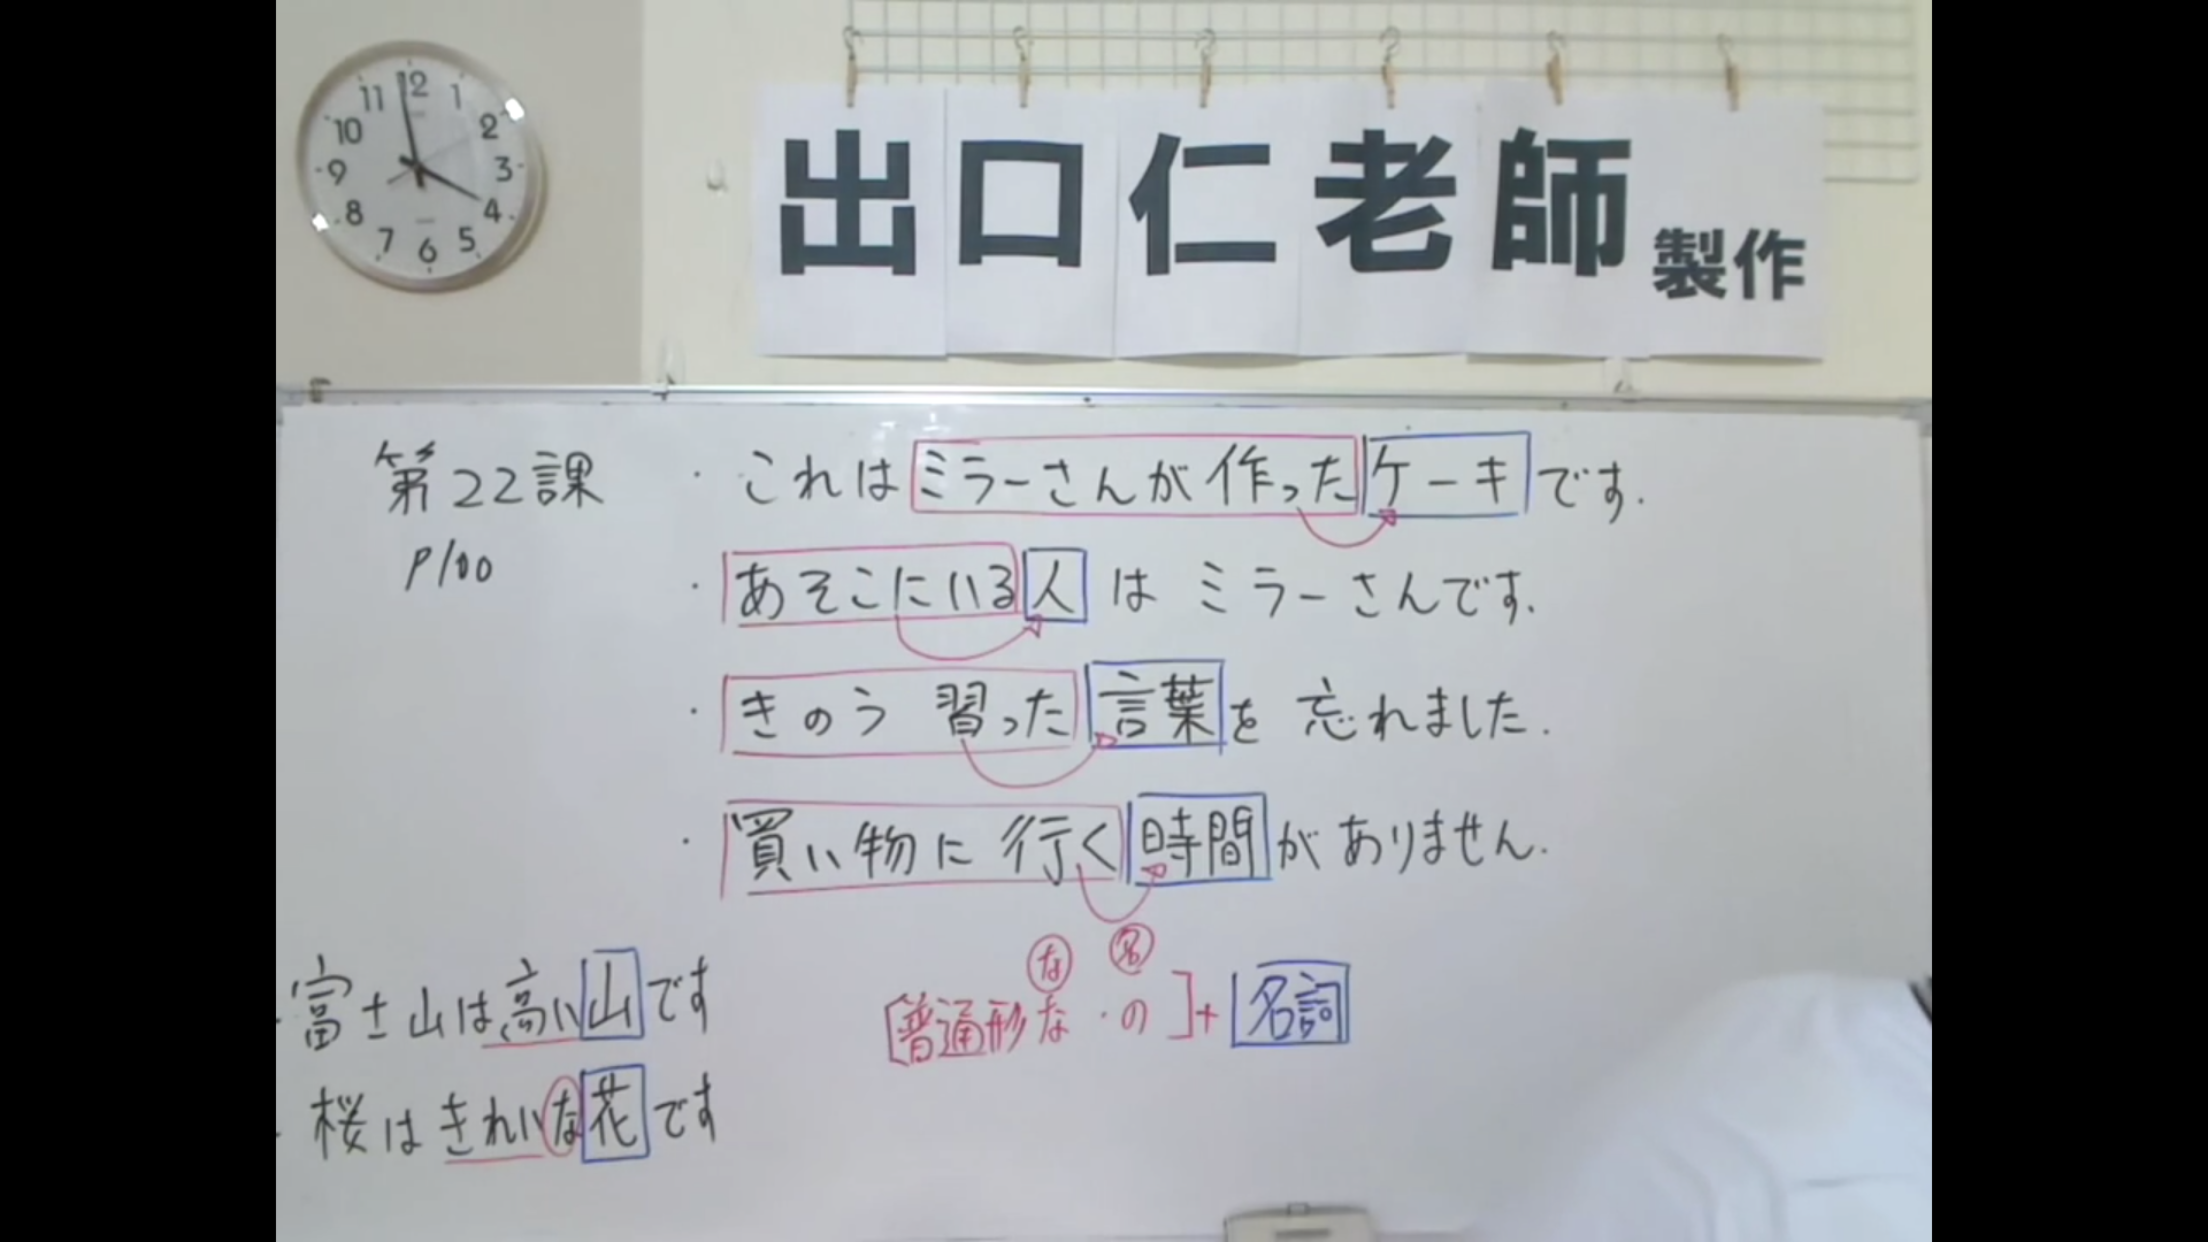 12 1 2 3 4 5 6 7 8 9 10 11
出口仁老師 製作
第22課
P100
・これはミラーさんが作ったケーキです.
・あそこにいる人はミラーさんです.
・きのう習った言葉を忘れました.
・買い物に行く時間がありません.
な 名
[普通形な・の]+名詞
・富士山は高い山です
・桜はきれいな花です